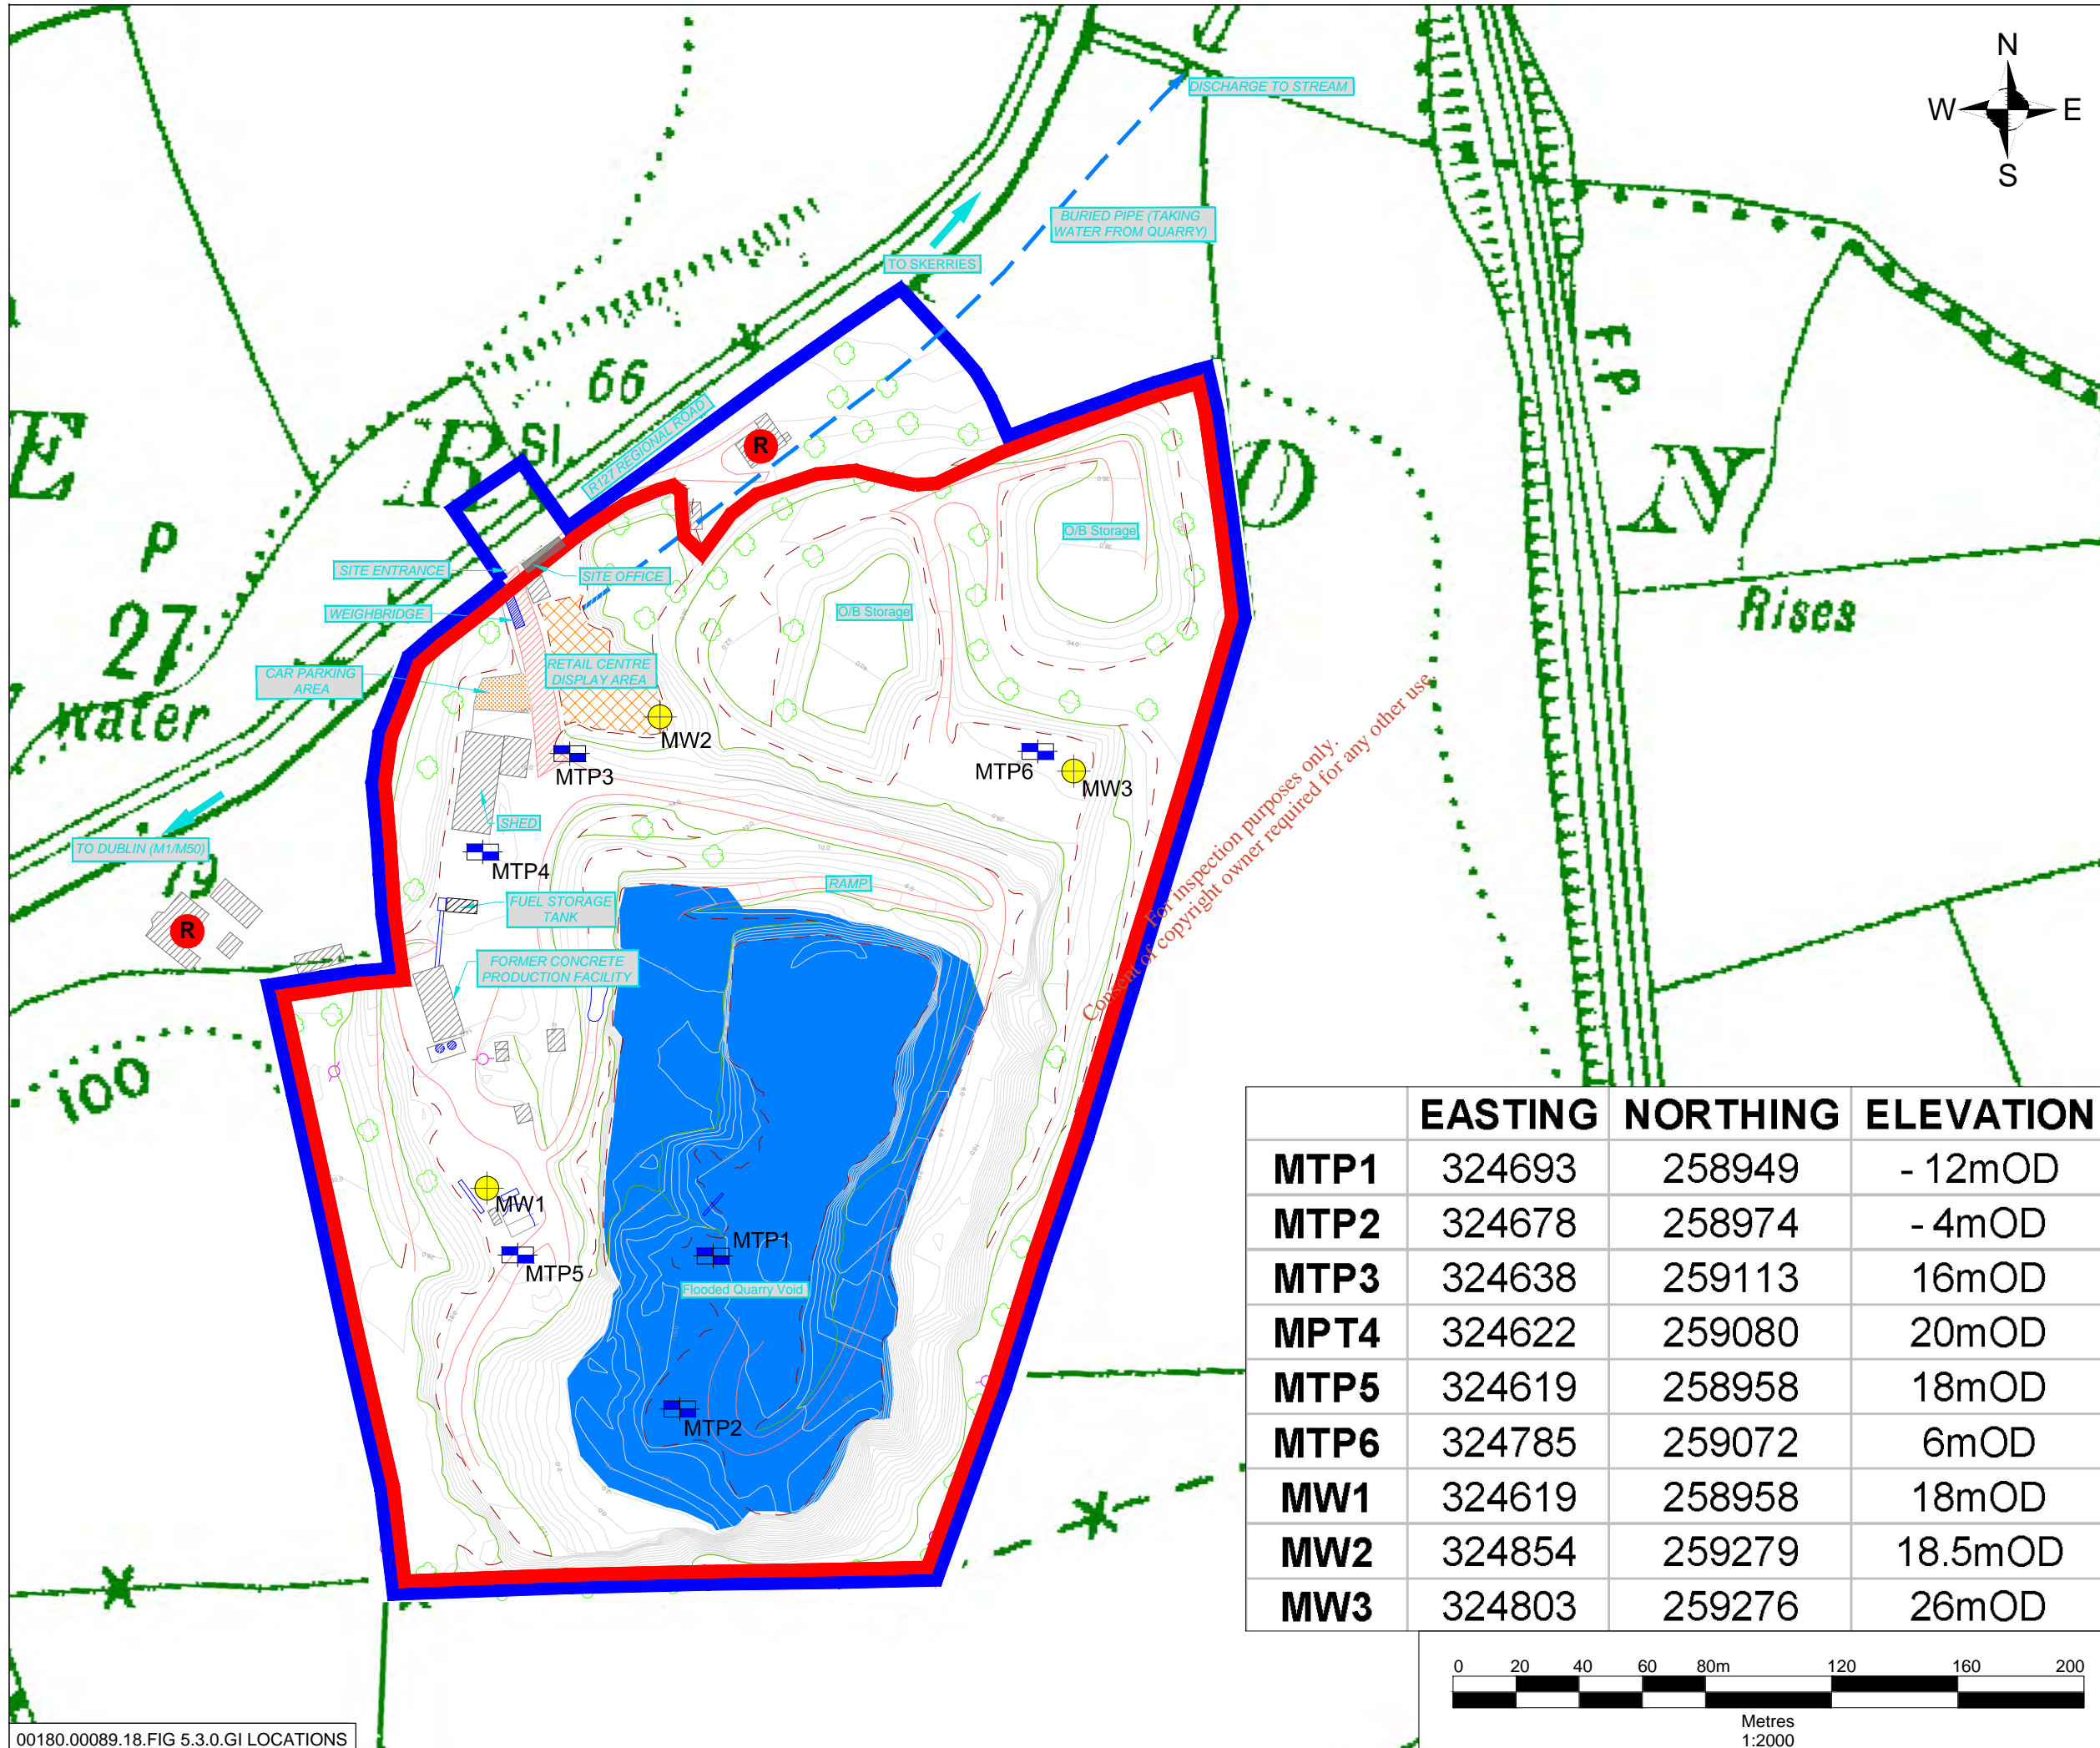 N
W E
S
DISCHARGE TO STREAM
BURIED PIPE (TAKING
WATER FROM QUARRY)
TO SKERRIES
66
F.P.
E
R
SI
R127 REGIONAL ROAD
R
D
N
P
27
water
Rises
O/B Storage
O/B Storage
SITE ENTRANCE
SITE OFFICE
WEIGHBRIDGE
RETAIL CENTRE
DISPLAY AREA
CAR PARKING
AREA
MW2
MTP3
MTP6
MW3
SHED
TO DUBLIN (M1/M50)
79
MTP4
RAMP
FUEL STORAGE
TANK
R
FORMER CONCRETE
PRODUCTION FACILITY
For inspection purposes only.
Consent of copyright owner required for any other use.
100
MW1
MTP1
MTP5
Flooded Quarry Void
MTP2
EASTING NORTHING ELEVATION
MTP1 324693 258949 - 12mOD
MTP2 324678 258974 - 4mOD
MTP3 324638 259113 16mOD
MPT4 324622 259080 20mOD
MTP5 324619 258958 18mOD
MTP6 324785 259072 6mOD
MW1 324619 258958 18mOD
MW2 324854 259279 18.5mOD
MW3 324803 259276 26mOD
0 20 40 60 80m 120 160 200
Metres
1:2000
00180.00089.18.FIG 5.3.0.GI LOCATIONS